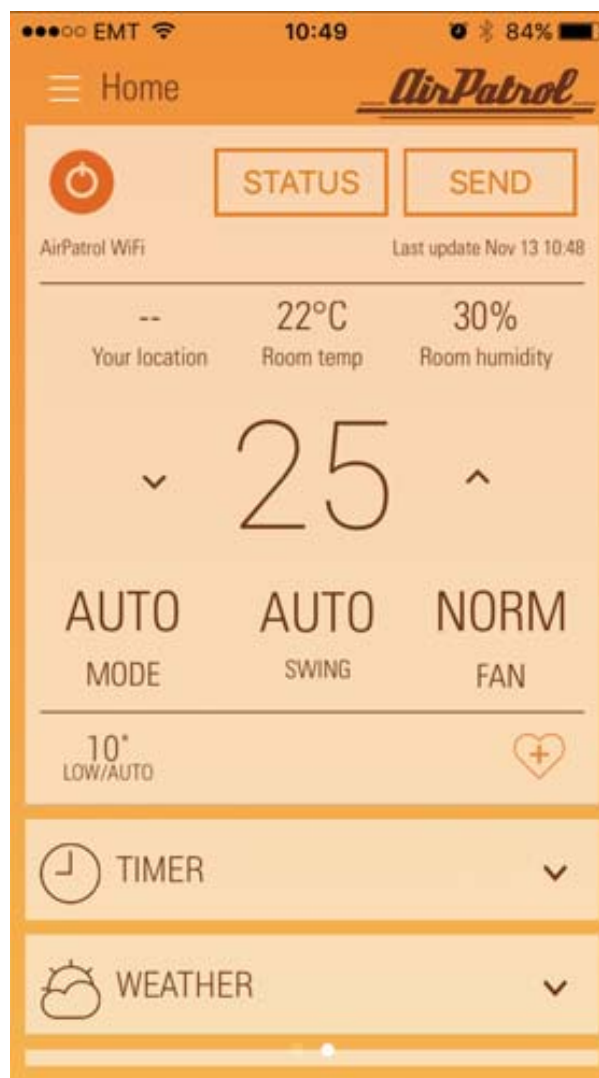 EMT 10:49 84%
Home AirPatrol
STATUS SEND
AirPatrol WiFi Last update Nov 13 10:48
-- 22°C 30%
Your location Room temp Room humidity
25
AUTO AUTO NORM
MODE SWING FAN
10°
LOW/AUTO
TIMER
WEATHER